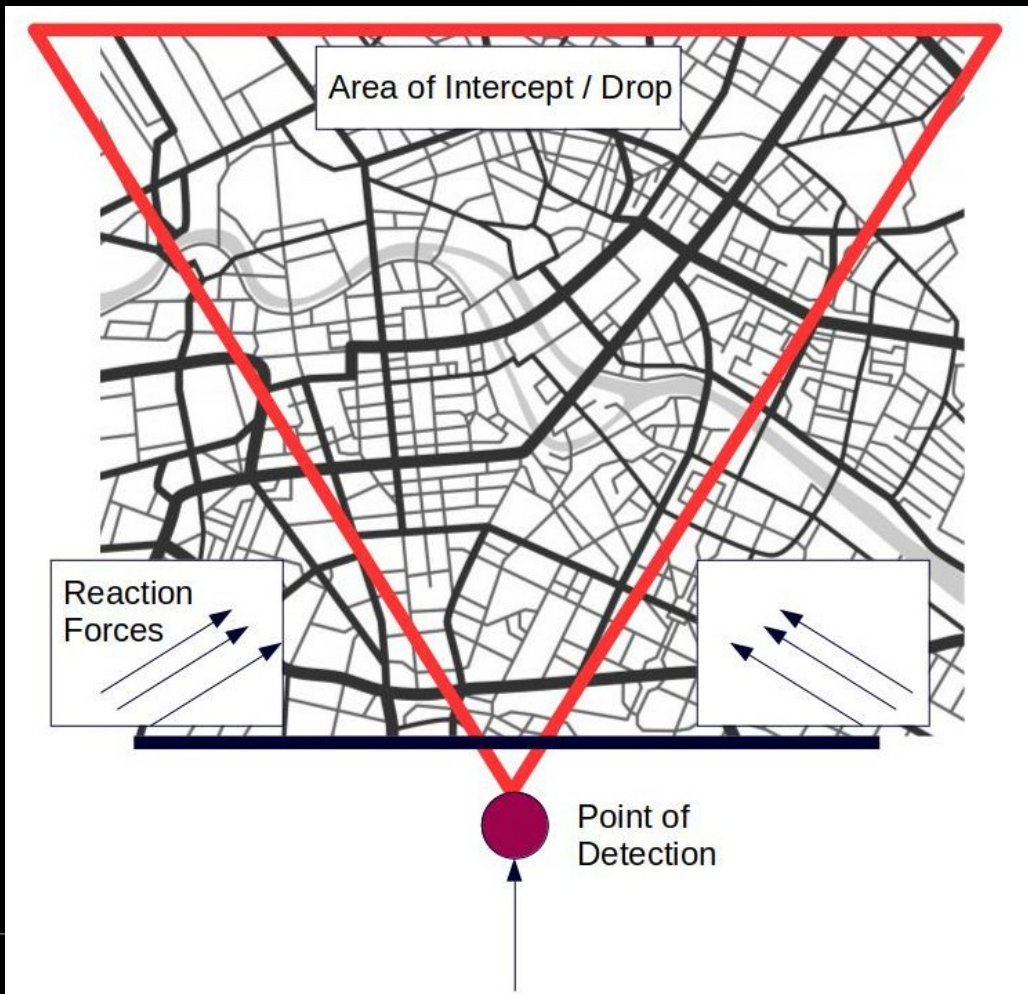 Area of Intercept / Drop
Reaction
Forces
Point of
Detection